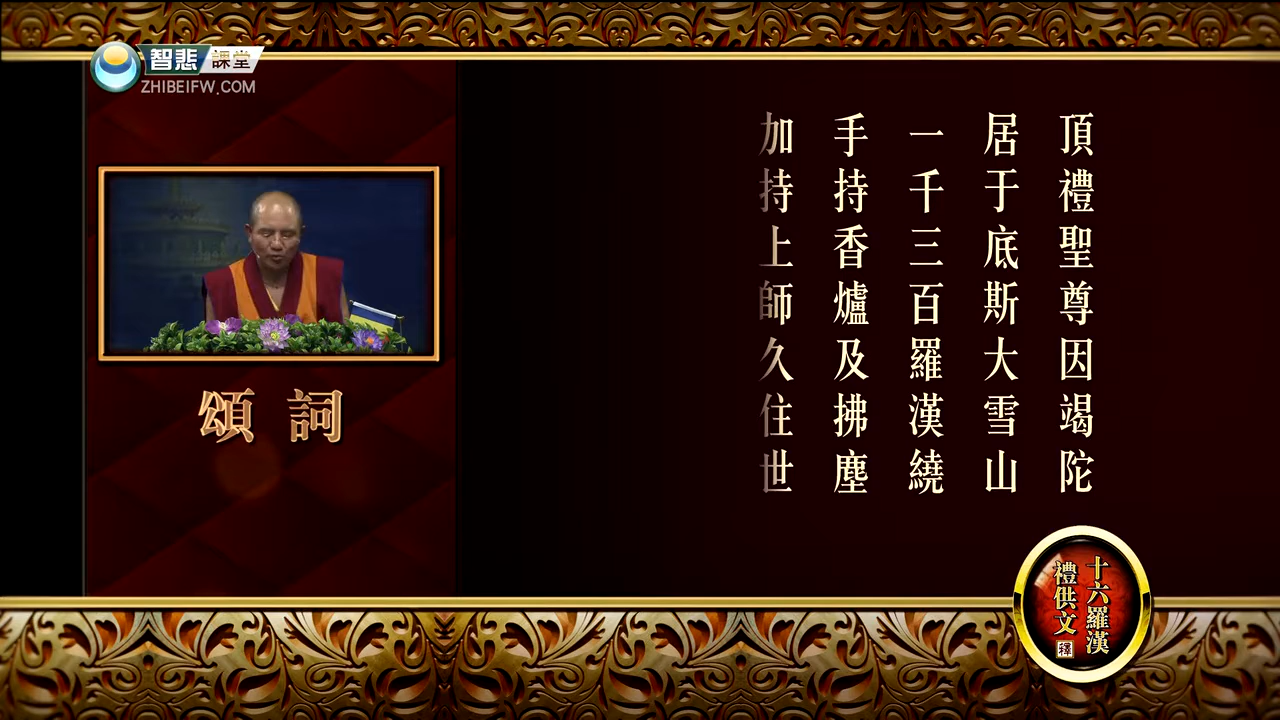 智悲課堂
ZHIBEIFW.COM
頂禮聖尊因竭陀
居于底斯大雪山
一千三百羅漢繞
手持香爐及拂塵
加持上師久住世
頌詞
十六羅漢
禮供文釋